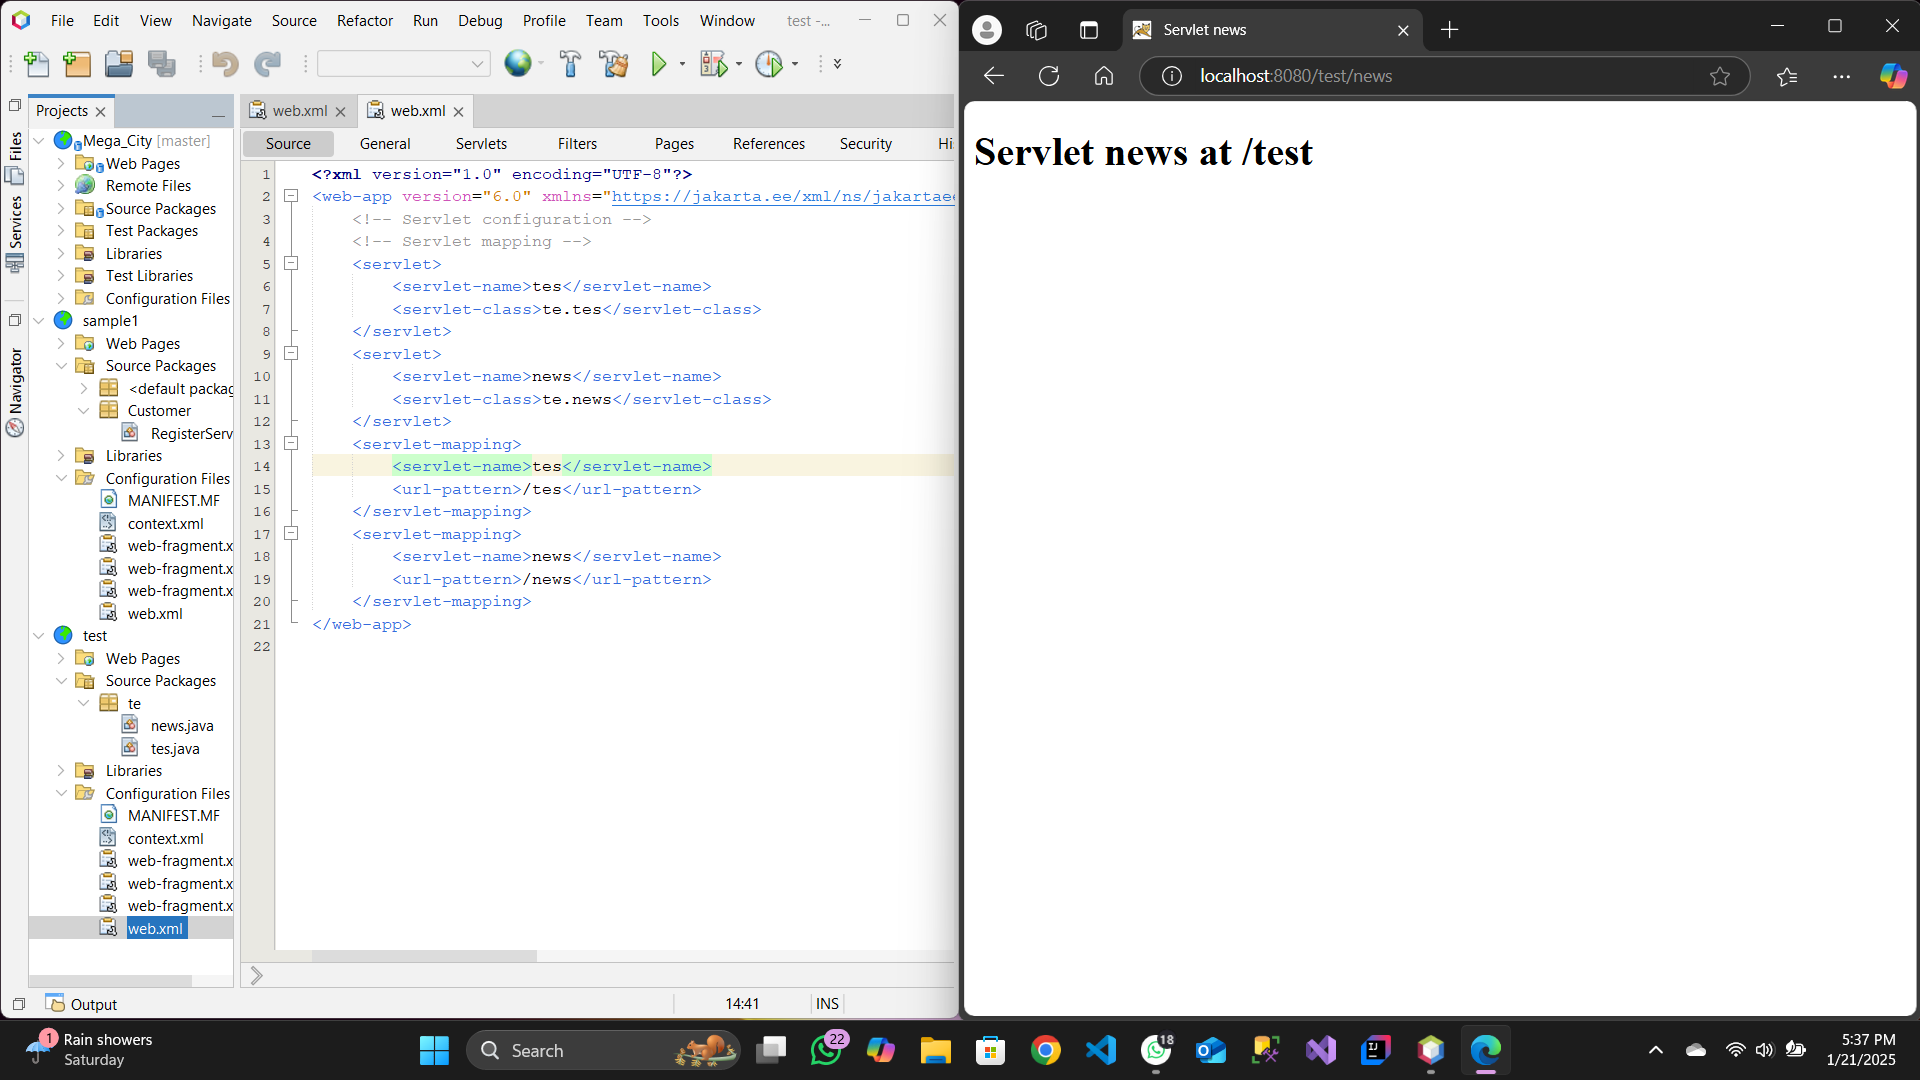 File Edit View Navigate Source Refactor Run Debug Profile Team Tools Window test -...
Projects
Files
Services
Navigator
Mega_City [master]
Web Pages
Remote Files
Source Packages
Test Packages
Libraries
Test Libraries
Configuration Files
sample1
Web Pages
Source Packages
<default packag
Customer
RegisterServ
Libraries
Configuration Files
MANIFEST.MF
context.xml
web-fragment.x
web-fragment.x
web-fragment.x
web.xml
test
Web Pages
Source Packages
te
news.java
tes.java
Libraries
Configuration Files
MANIFEST.MF
context.xml
web-fragment.x
web-fragment.x
web-fragment.x
web.xml
web.xml web.xml
Source General Servlets Filters Pages References Security Hi
1 <?xml version="1.0" encoding="UTF-8"?>
2 <web-app version="6.0" xmlns="https://jakarta.ee/xml/ns/jakartaee
3 <!-- Servlet configuration -->
4 <!-- Servlet mapping -->
5 <servlet>
6 <servlet-name>tes</servlet-name>
7 <servlet-class>te.tes</servlet-class>
8 </servlet>
9 <servlet>
10 <servlet-name>news</servlet-name>
11 <servlet-class>te.news</servlet-class>
12 </servlet>
13 <servlet-mapping>
14 <servlet-name>tes</servlet-name>
15 <url-pattern>/tes</url-pattern>
16 </servlet-mapping>
17 <servlet-mapping>
18 <servlet-name>news</servlet-name>
19 <url-pattern>/news</url-pattern>
20 </servlet-mapping>
21 </web-app>
22
Output
14:41 INS
Servlet news
localhost:8080/test/news
Servlet news at /test
1
Rain showers
Saturday
Search
22
18
5:37 PM
1/21/2025